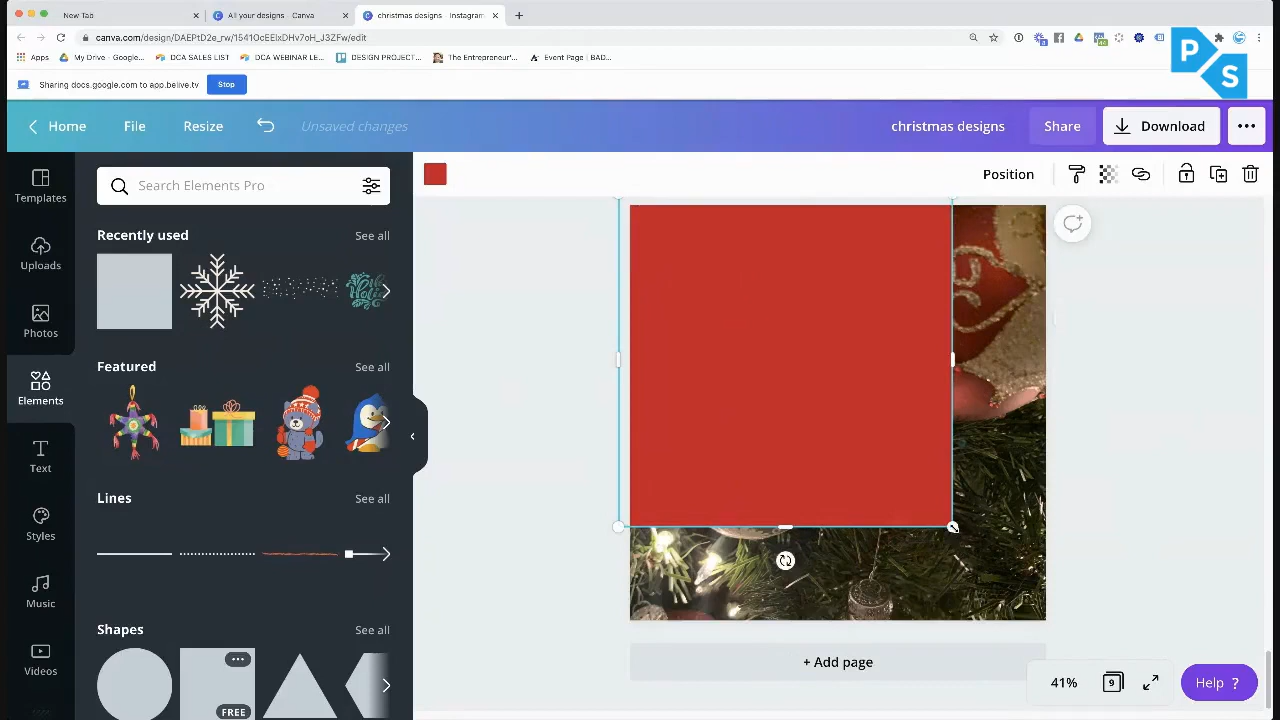 New Tab
All your designs - Canva
christmas designs - Instagram
canva.com/design/DAEPtD2e_rw/1541OcEElxDHv7oH_J3ZFw/edit
Apps
My Drive - Google...
DCA SALES LIST
DCA WEBINAR LE...
DESIGN PROJECT...
The Entrepreneur'...
Event Page | BAD...
P
S
Sharing docs.google.com to app.belive.tv
Stop
Home
File
Resize
Unsaved changes
christmas designs
Share
Download
Templates
Uploads
Photos
Elements
Text
Styles
Music
Videos
Search Elements Pro
Recently used
See all
Featured
See all
Lines
See all
Shapes
See all
FREE
Position
+ Add page
41%
9
Help ?